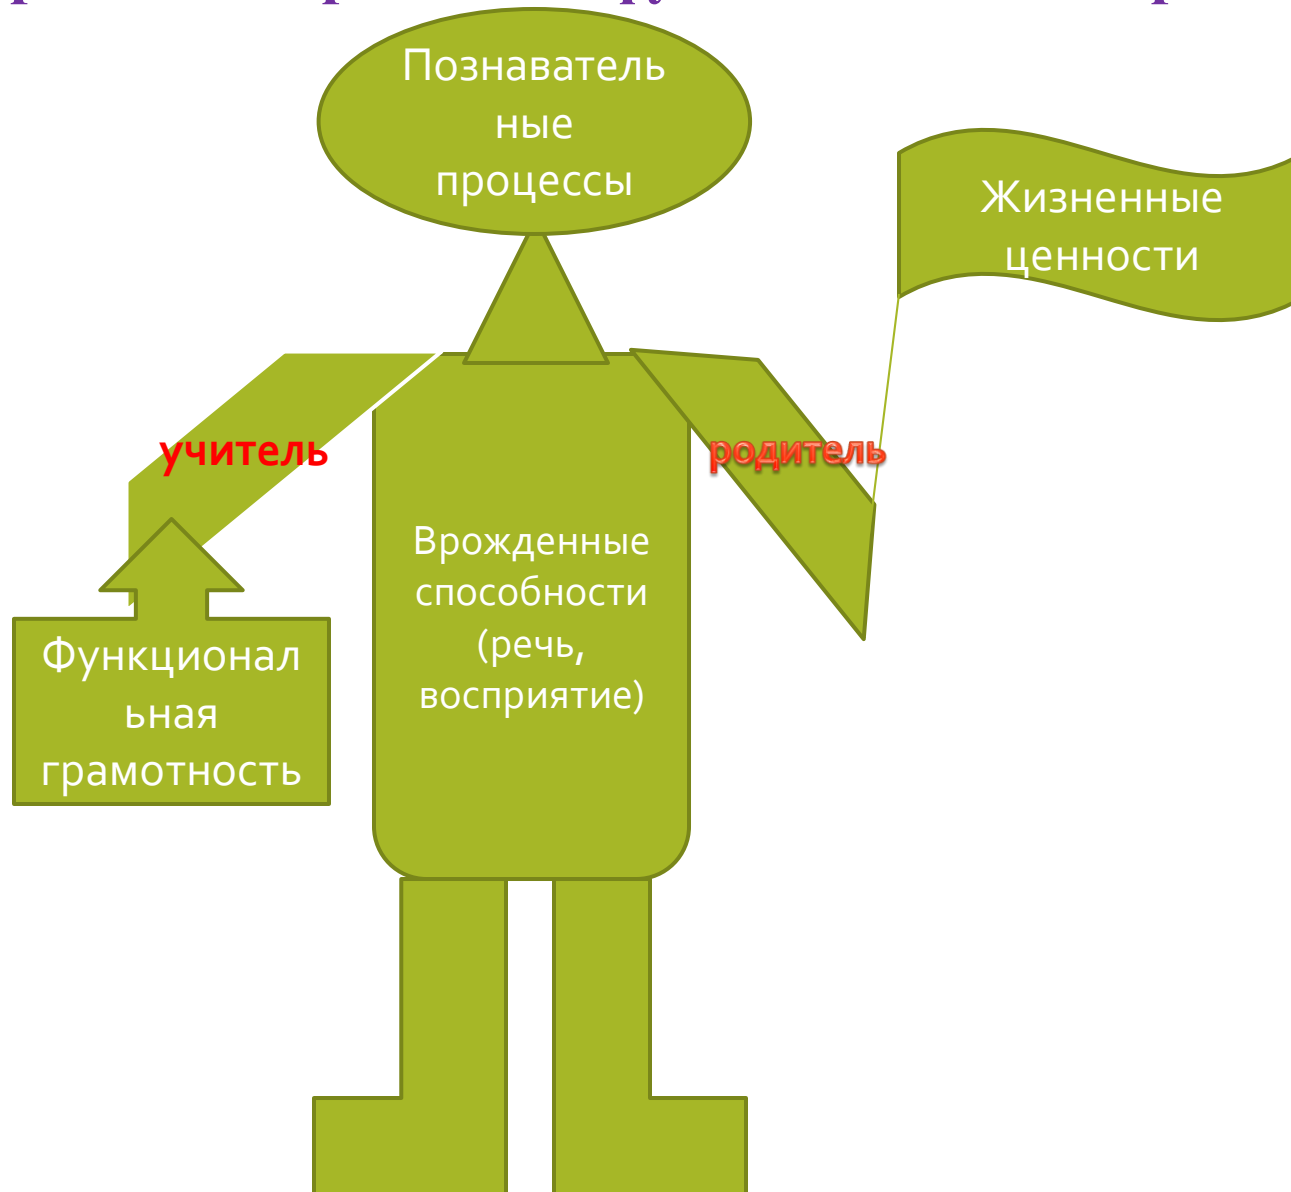 Познаватель
ные
процессы
Жизненные
ценности
учитель
родитель
Врожденные
способности
(речь,
восприятие)
Функционал
ьная
грамотность